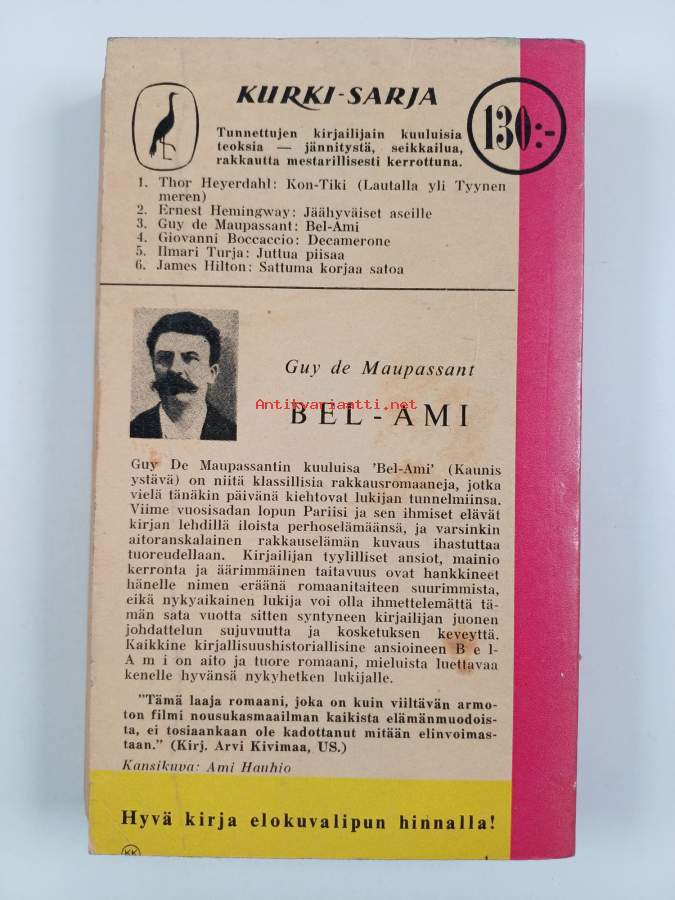 KURKI-SARJA
130:-
Tunnettujen kirjailijain kuuluisia
teoksia — jännitystä, seikkailua,
rakkautta mestarillisesti kerrottuna.
1. Thor Heyerdahl: Kon-Tiki (Lautalla yli Tyynen
meren)
2. Ernest Hemingway: Jäähyväiset aseille
3. Guy de Maupassant: Bel-Ami
4. Giovanni Boccaccio: Decamerone
5. Ilmari Turja: Juttua piisaa
6. James Hilton: Sattuma korjaa satoa
Guy de Maupassant
Antikvariaatti.net
BEL-AMI
Guy De Maupassantin kuuluisa 'Bel-Ami' (Kaunis
ystävä) on niitä klassillisia rakkausromaaneja, jotka
vielä tänäkin päivänä kiehtovat lukijan tunnelmiinsa.
Viime vuosisadan lopun Pariisi ja sen ihmiset elävät
kirjan lehdillä iloista perhoselämäänsä, ja varsinkin
aitoranskalainen rakkauselämän kuvaus ihastuttaa
tuoreudellaan. Kirjailijan tyylilliset ansiot, mainio
kerronta ja äärimmäinen taitavuus ovat hankkineet
hänelle nimen eräänä romaanitaiteen suurimmista,
eikä nykyaikainen lukija voi olla ihmettelemättä tä-
män sata vuotta sitten syntyneen kirjailijan juonen
johdattelun sujuvuutta ja kosketuksen keveyttä.
Kaikkine kirjallisuushistoriallisine ansioineen Bel-
Ami on aito ja tuore romaani, mieluista luettavaa
kenelle hyvänsä nykyhetken lukijalle.
"Tämä laaja romaani, joka on kuin viiltävän armo-
ton filmi nousukasmaailman kaikista elämänmuodois-
ta, ei tosiaankaan ole kadottanut mitään elinvoimas-
taan." (Kirj. Arvi Kivimaa, US.)
Kansikuva: Ami Hauhio
Hyvä kirja elokuvalipun hinnalla!
KK